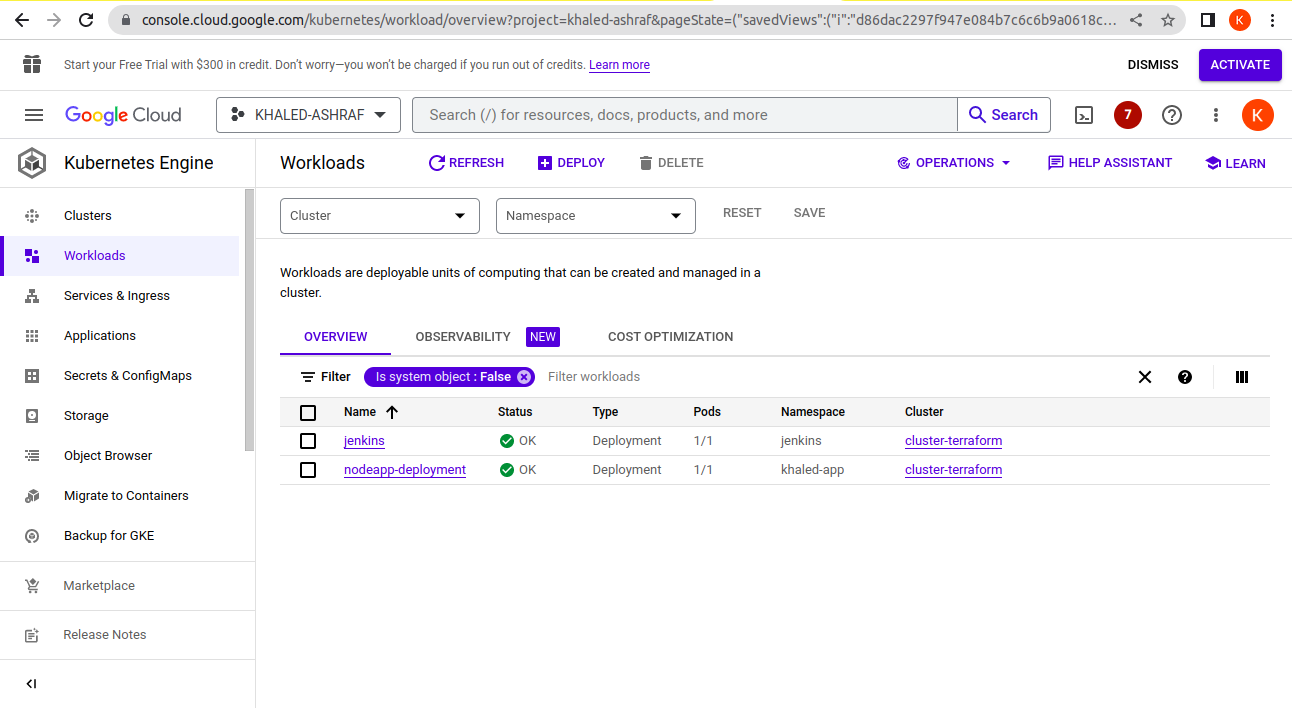 console.cloud.google.com/kubernetes/workload/overview?project=khaled-ashraf&pageState=("savedViews":("i":"d86dac2297f947e084b7c6c6b9a0618c... K
Start your Free Trial with $300 in credit. Don't worry—you won't be charged if you run out of credits. Learn more DISMISS ACTIVATE
Google Cloud KHALED-ASHRAF Search (/) for resources, docs, products, and more Search 7 K
Kubernetes Engine
Clusters
Workloads
Services & Ingress
Applications
Secrets & ConfigMaps
Storage
Object Browser
Migrate to Containers
Backup for GKE
Marketplace
Release Notes
Workloads REFRESH DEPLOY DELETE OPERATIONS HELP ASSISTANT LEARN
Cluster Namespace RESET SAVE
Workloads are deployable units of computing that can be created and managed in a
cluster.
OVERVIEW OBSERVABILITY NEW COST OPTIMIZATION
Filter Is system object : False Filter workloads
Name Status Type Pods Namespace Cluster
jenkins OK Deployment 1/1 jenkins cluster-terraform
nodeapp-deployment OK Deployment 1/1 khaled-app cluster-terraform